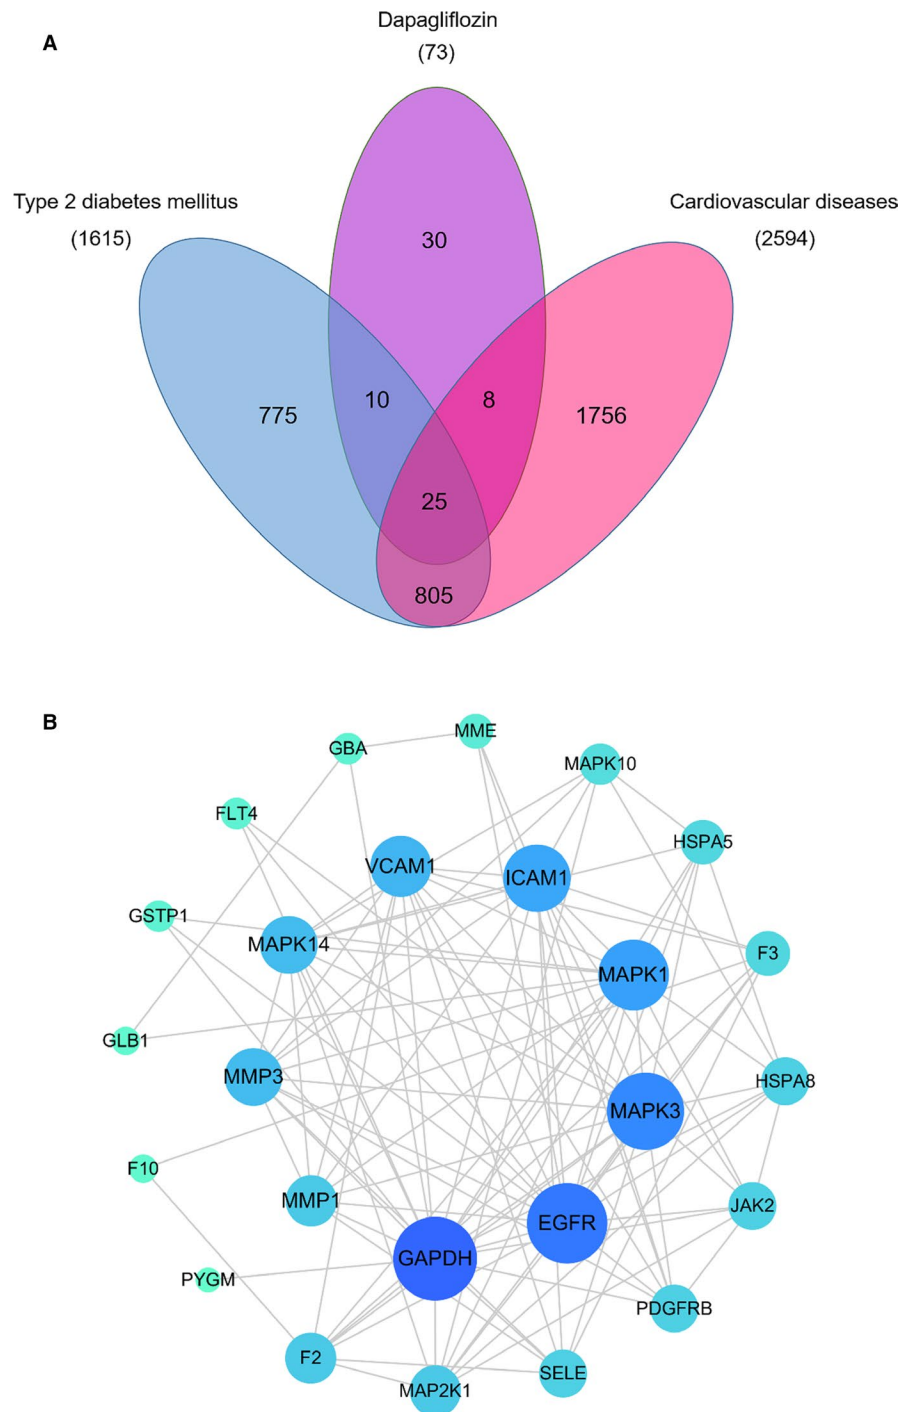 A
Dapagliflozin
(73)
Type 2 diabetes mellitus
(1615)
Cardiovascular diseases
(2594)
30
10
8
775
1756
25
805
B
MME
GBA
MAPK10
FLT4
HSPA5
VCAM1
ICAM1
GSTP1
MAPK14
F3
MAPK1
GLB1
MMP3
HSPA8
MAPK3
F10
MMP1
JAK2
EGFR
GAPDH
PYGM
PDGFRB
F2
SELE
MAP2K1